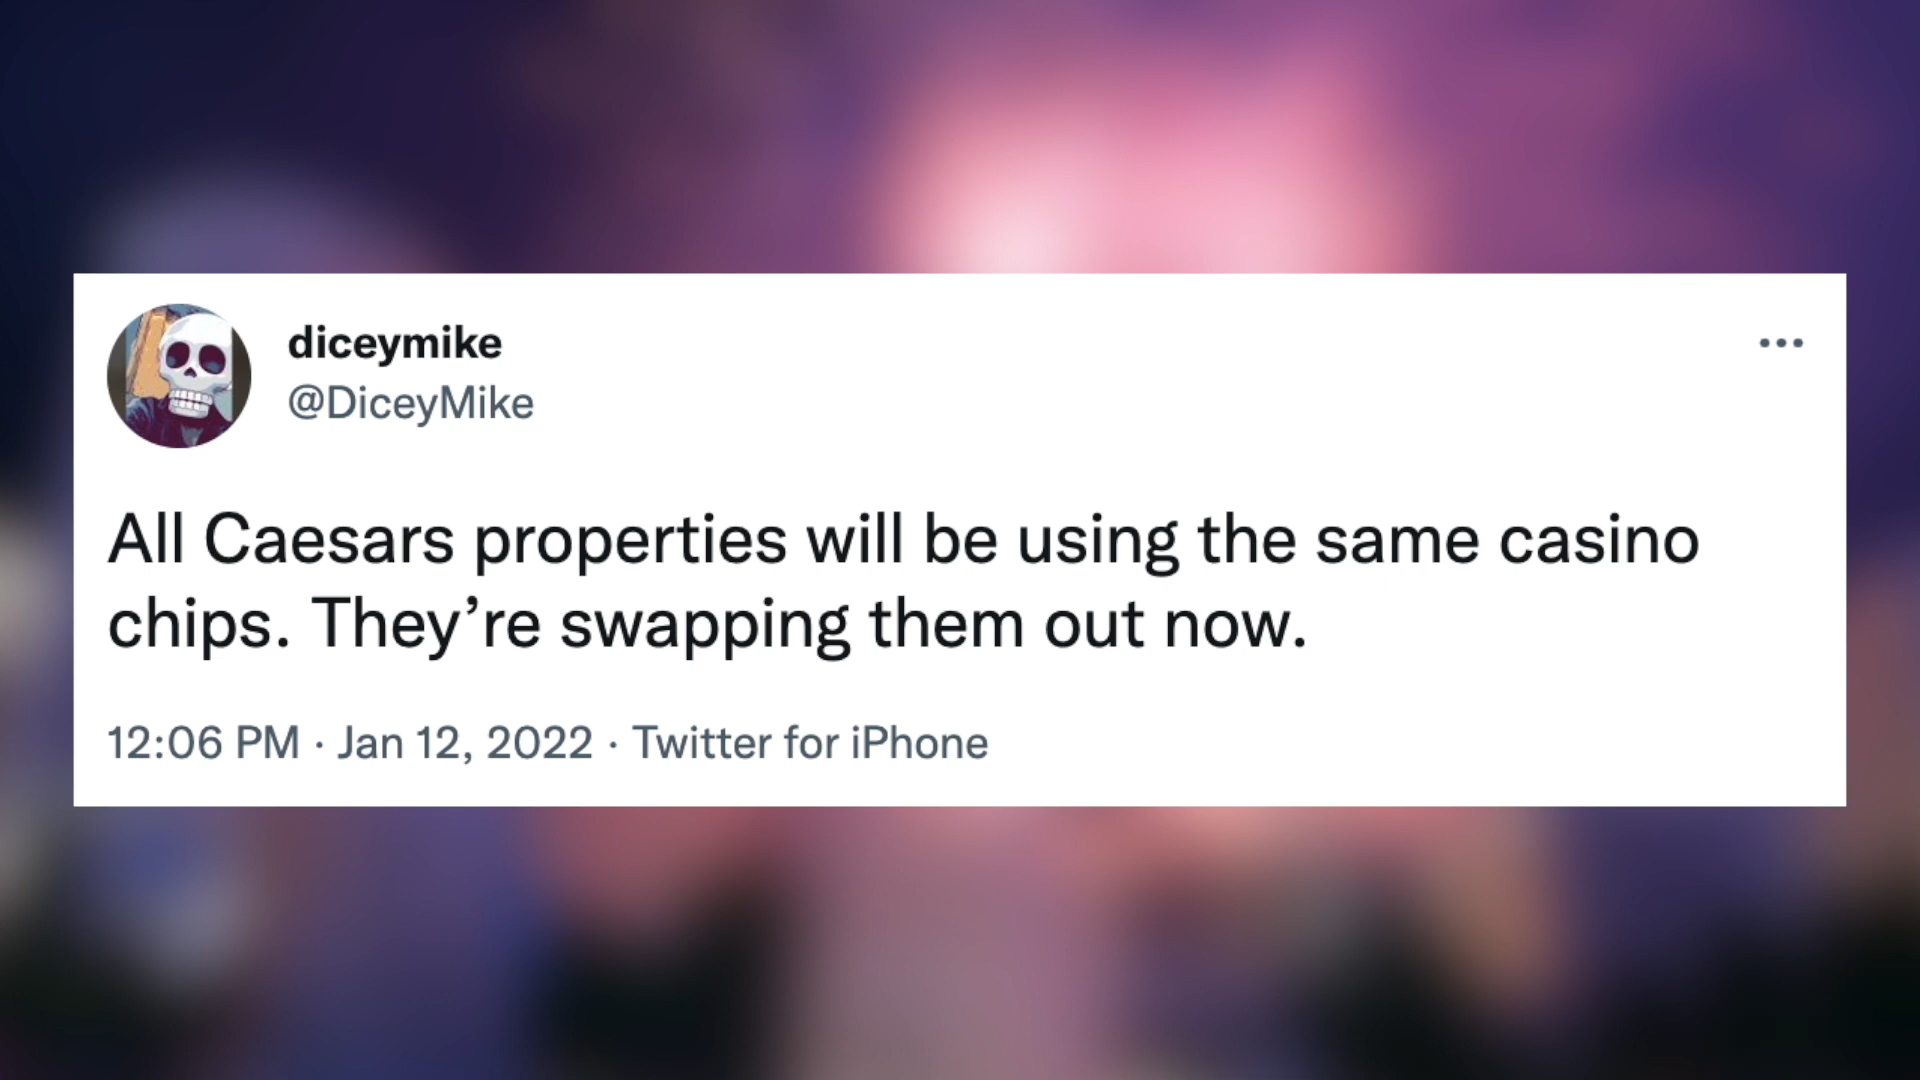 diceymike
@DiceyMike
All Caesars properties will be using the same casino
chips. They’re swapping them out now.
12:06 PM · Jan 12, 2022 · Twitter for iPhone